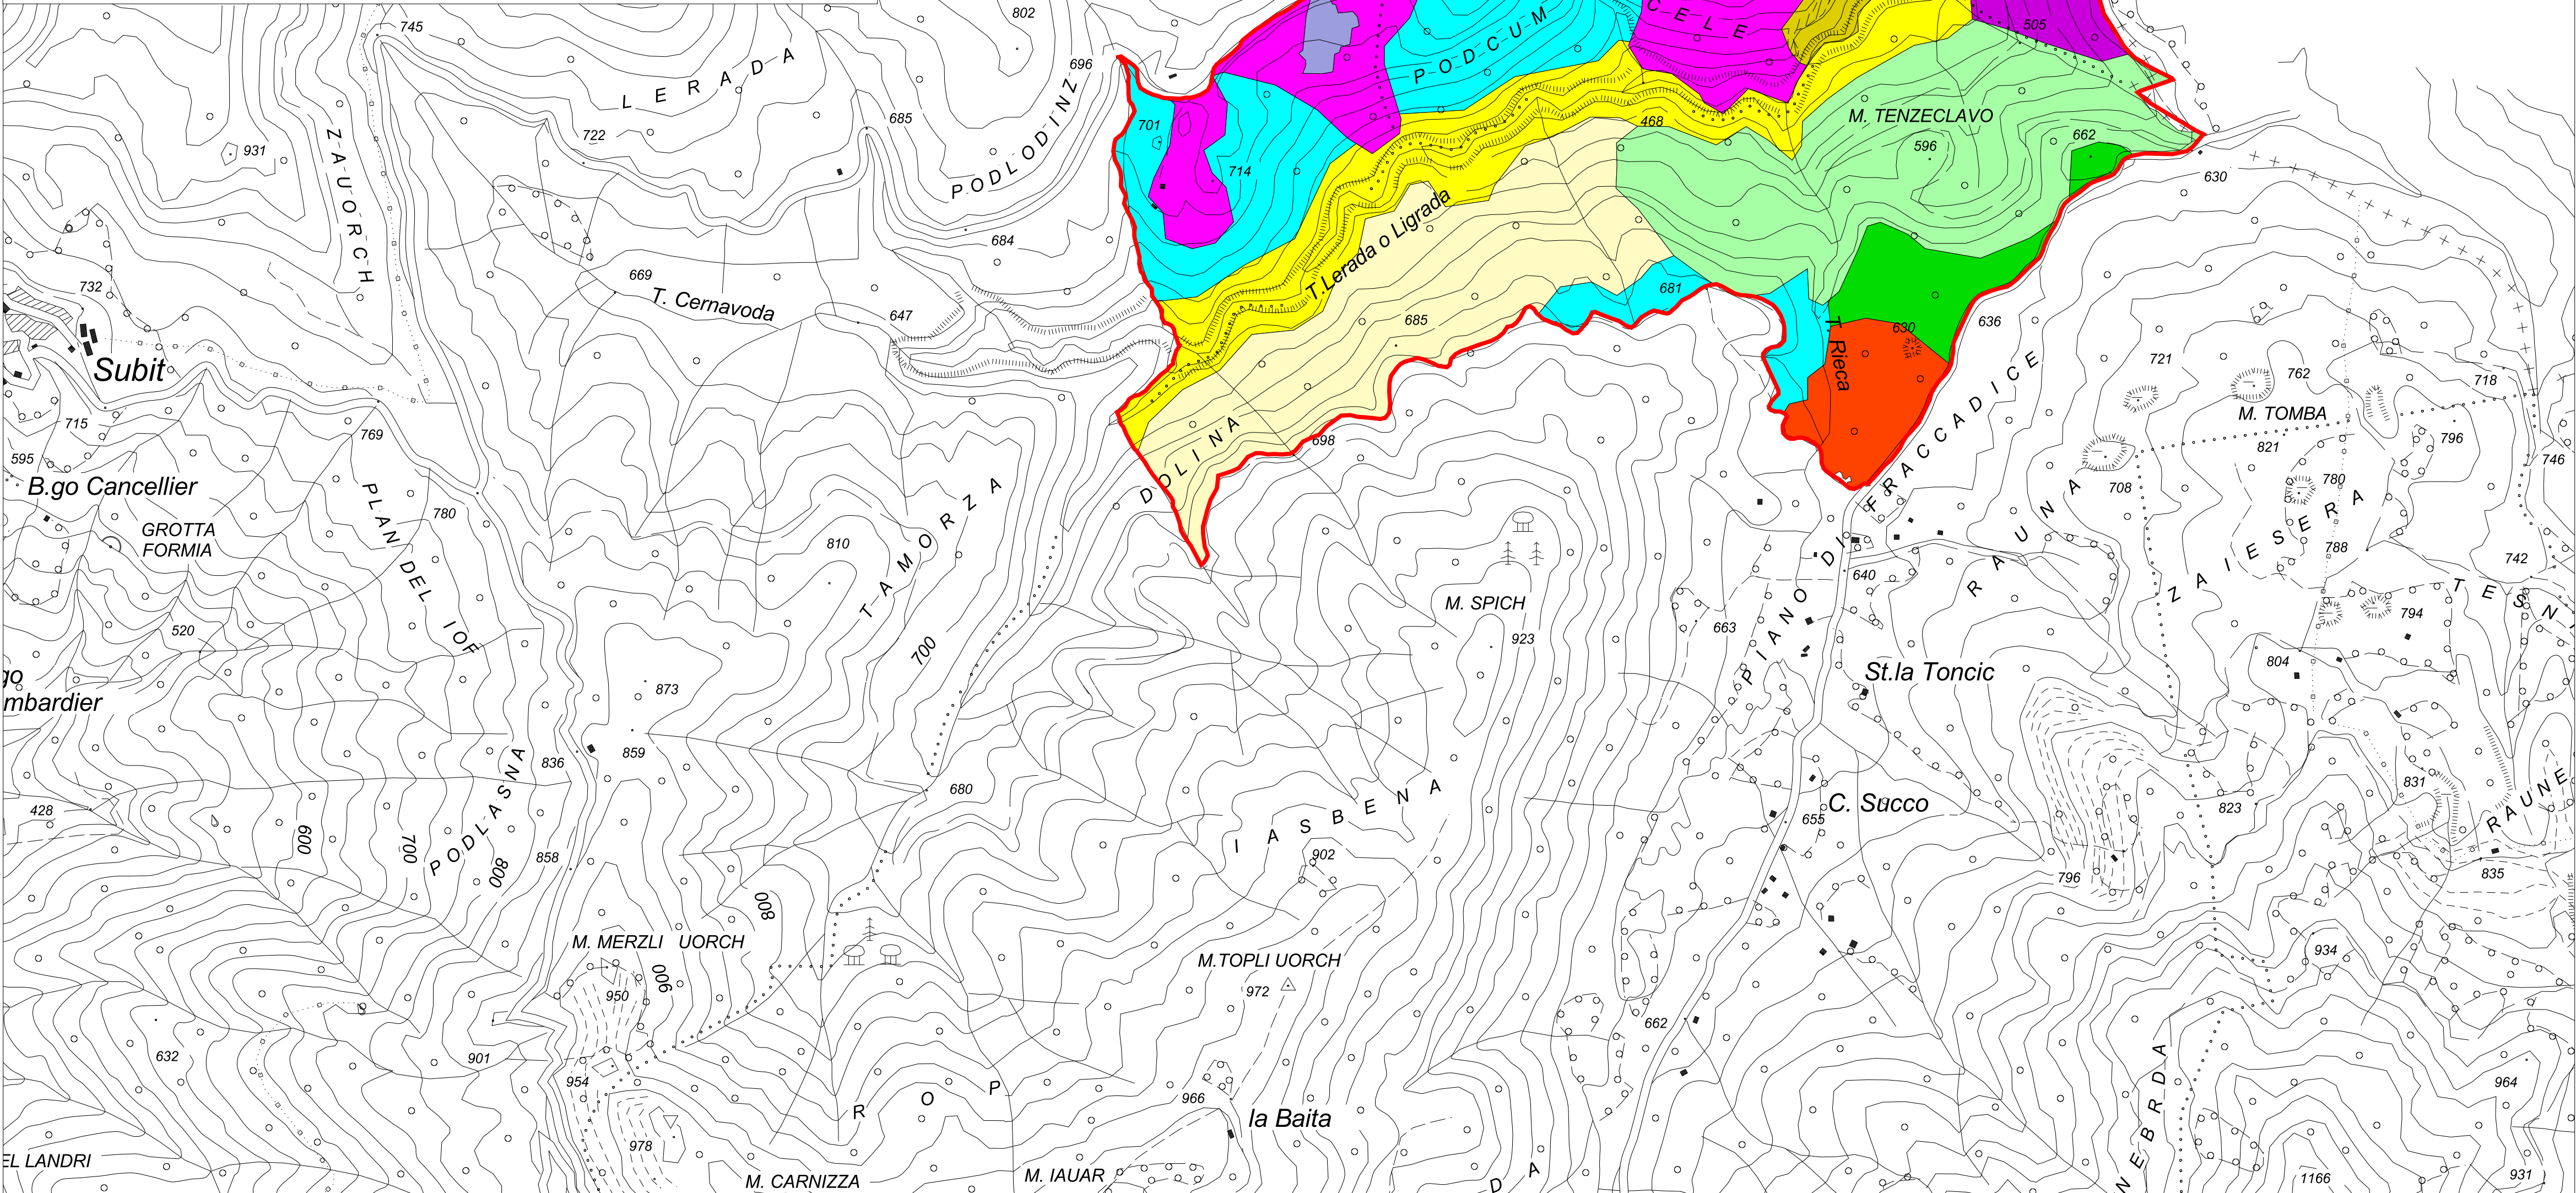 802
CELE
505
745
LERADA
PODCUM
696
ZAUORCH
722
685
701
468
M. TENZECLAVO
662
596
931
PODLODINZ
714
630
684
T.Lerada o Ligrada
669
732
T. Cernavoda
681
647
685
630
636
T. Rieca
721
762
718
Subit
M. TOMBA
715
769
698
821
796
DOLINA
FRACCADICE
595
746
B.go Cancellier
PIAN DEL IOF
780
708
780
GROTTA
FORMIA
810
TAMORZA
RAUNA
ZAIESERA
788
742
640
M. SPICH
TESN
794
520
663
923
PIANO DI
700
804
St.la Toncic
go
mbardier
873
859
836
680
831
IASBENA
C. Succo
655
823
RAUNE
428
600
700
PODLASNA
800
858
902
796
835
800
M. MERZLI UORCH
934
M.TOPLI UORCH
900
972
950
662
632
901
954
964
ROP
966
la Baita
NEBRDA
978
EL LANDRI
M. CARNIZZA
M. IAUAR
DA
1166
931